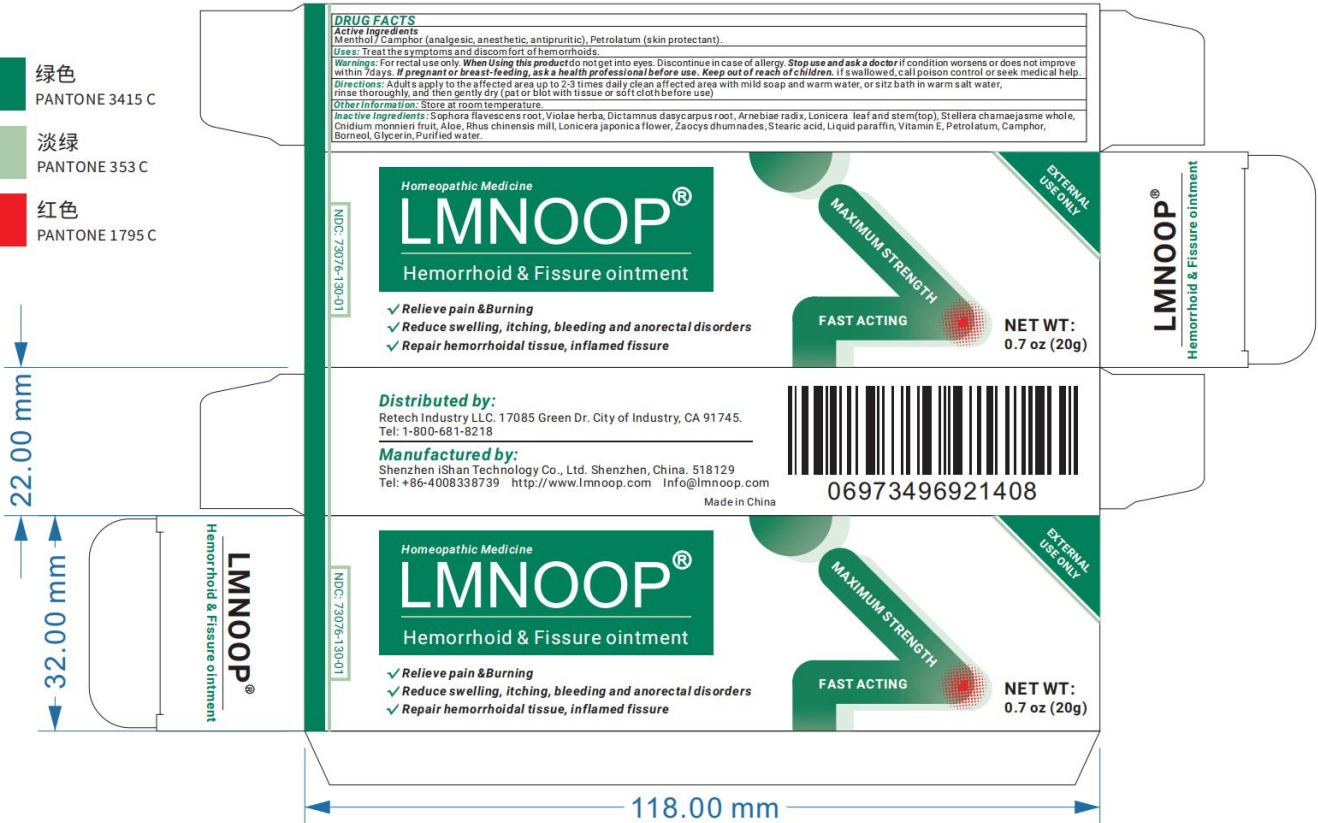 绿色
PANTONE 3415 C
淡绿
PANTONE 353 C
红色
PANTONE 1795 C
DRUG FACTS
Active Ingredients
Menthol / Camphor (analgesic, anesthetic, antipruritic), Petrolatum (skin protectant).
Uses: Treat the symptoms and discomfort of hemorrhoids.
Warnings: For rectal use only. When Using this product do not get into eyes. Discontinue in case of allergy. Stop use and ask a doctor if condition worsens or does not improve
within 7days. If pregnant or breast-feeding, ask a health professional before use. Keep out of reach of children. if swallowed, call poison control or seek medical help.
Directions: Adults apply to the affected area up to 2-3 times daily clean affected area with mild soap and warm water, or sitz bath in warm salt water,
rinse thoroughly, and then gently dry (pat or blot with tissue or soft cloth before use)
Other Information: Store at room temperature.
Inactive Ingredients: Sophora flavescens root, Violae herba, Dictamnus dasycarpus root, Arnebiae radix, Lonicera leaf and stem(top), Stellera chamaejasme whole,
Cnidium monnieri fruit, Aloe, Rhus chinensis mill, Lonicera japonica flower, Zaocys dhumnades, Stearic acid, Liquid paraffin, Vitamin E, Petrolatum, Camphor,
Borneol, Glycerin, Purified water.
NDC: 73076-130-01
Homeopathic Medicine
LMNOOP®
Hemorrhoid & Fissure ointment
✓ Relieve pain &Burning
✓ Reduce swelling, itching, bleeding and anorectal disorders
✓ Repair hemorrhoidal tissue, inflamed fissure
MAXIMUM STRENGTH
FAST ACTING
EXTERNAL
USE ONLY
NET WT:
0.7 oz (20g)
LMNOOP®
Hemorrhoid & Fissure ointment
22.00 mm
Distributed by:
Retech Industry LLC. 17085 Green Dr. City of Industry, CA 91745.
Tel: 1-800-681-8218
Manufactured by:
Shenzhen iShan Technology Co., Ltd. Shenzhen, China. 518129
Tel: +86-4008338739 http://www.lmnoop.com Info@lmnoop.com
Made in China
06973496921408
32.00 mm
LMNOOP®
Hemorrhoid & Fissure ointment
NDC: 73076-130-01
Homeopathic Medicine
LMNOOP®
Hemorrhoid & Fissure ointment
✓ Relieve pain &Burning
✓ Reduce swelling, itching, bleeding and anorectal disorders
✓ Repair hemorrhoidal tissue, inflamed fissure
MAXIMUM STRENGTH
FAST ACTING
EXTERNAL
USE ONLY
NET WT:
0.7 oz (20g)
118.00 mm